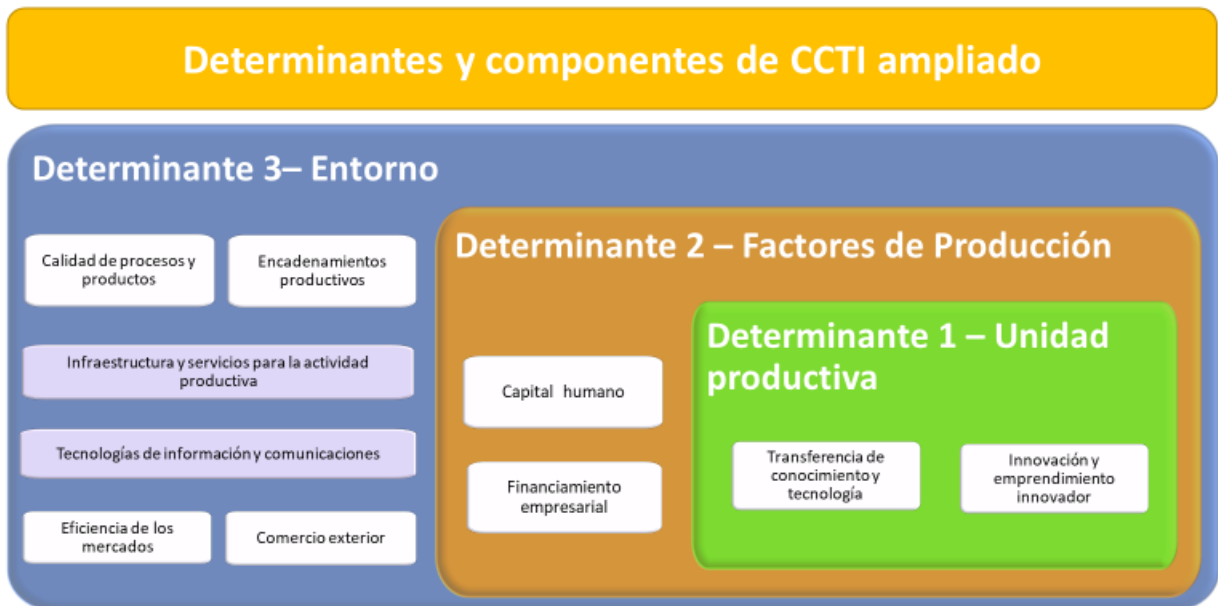 Determinantes y componentes de CCTI ampliado
Determinante 3– Entorno
Calidad de procesos y
productos
Encadenamientos
productivos
Infraestructura y servicios para la actividad
productiva
Tecnologías de información y comunicaciones
Eficiencia de los
mercados
Comercio exterior
Determinante 2 – Factores de Producción
Capital humano
Financiamiento
empresarial
Determinante 1 – Unidad
productiva
Transferencia de
conocimiento y
tecnología
Innovación y
emprendimiento
innovador